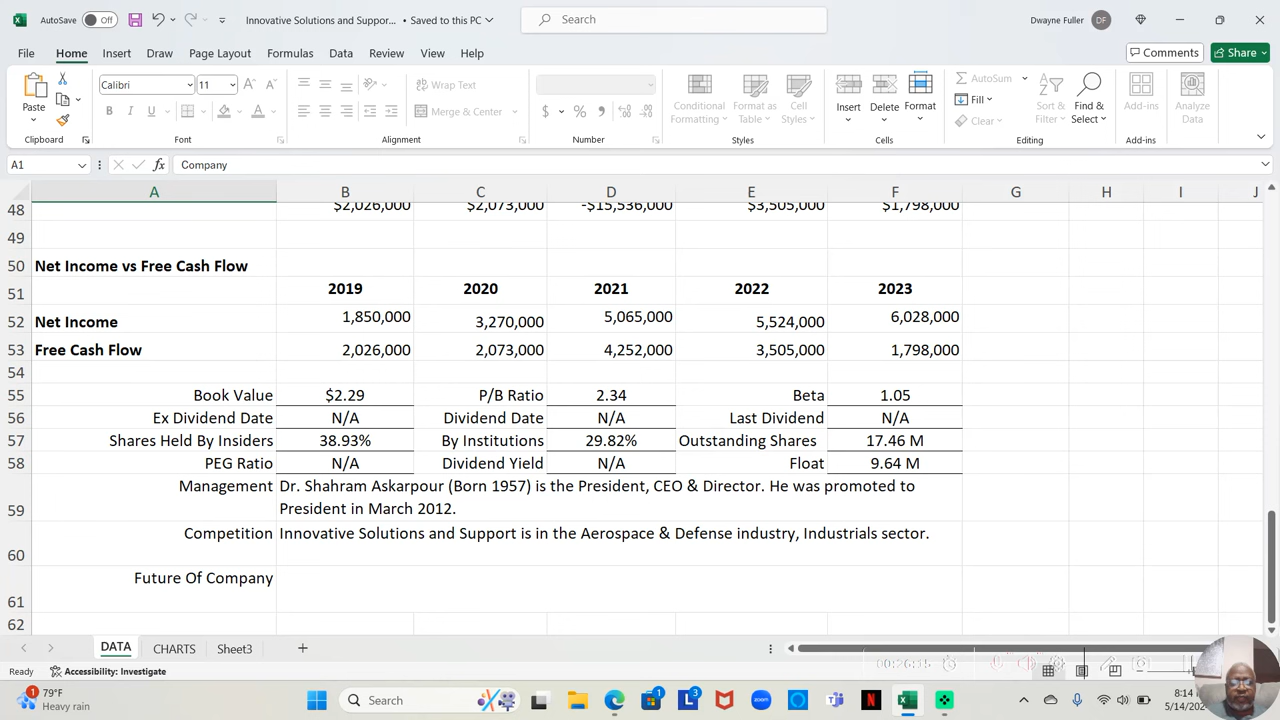 AutoSave Off Innovative Solutions and Suppor... • Saved to this PC Search Dwayne Fuller DF
File Home Insert Draw Page Layout Formulas Data Review View Help Comments Share
Paste Calibri 11 B I U Wrap Text Merge & Center $ % Conditional Formatting Format as Table Cell Styles Insert Delete Format AutoSum Fill Clear Sort & Filter Find & Select Add-ins Analyze Data
Clipboard Font Alignment Number Styles Cells Editing Add-ins
A1 fx Company
A B C D E F G H I J
48 $2,026,000 $2,073,000 -$15,536,000 $3,505,000 $1,798,000
49
50 Net Income vs Free Cash Flow
51 2019 2020 2021 2022 2023
52 Net Income 1,850,000 3,270,000 5,065,000 5,524,000 6,028,000
53 Free Cash Flow 2,026,000 2,073,000 4,252,000 3,505,000 1,798,000
54
55 Book Value $2.29 P/B Ratio 2.34 Beta 1.05
56 Ex Dividend Date N/A Dividend Date N/A Last Dividend N/A
57 Shares Held By Insiders 38.93% By Institutions 29.82% Outstanding Shares 17.46 M
58 PEG Ratio N/A Dividend Yield N/A Float 9.64 M
Management Dr. Shahram Askarpour (Born 1957) is the President, CEO & Director. He was promoted to
59 President in March 2012.
Competition Innovative Solutions and Support is in the Aerospace & Defense industry, Industrials sector.
60
Future Of Company
61
62
DATA CHARTS Sheet3
Ready Accessibility: Investigate 00:26:15
79°F
Heavy rain
Search
8:14
5/14/20